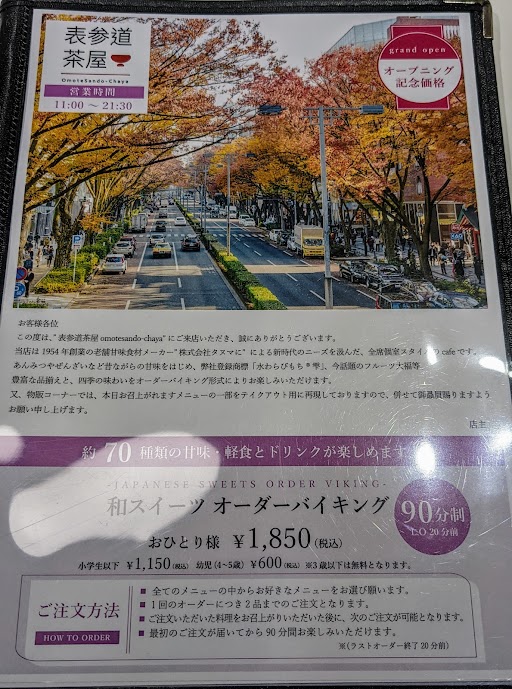 表参道
茶屋
OmoteSando-Chaya
営業時間
11:00 ～ 21:30
grand open
オープニング
記念価格
お客様各位
この度は、"表参道茶屋 omotesando-chaya" にご来店いただき、誠にありがとうございます。
当店は 1954 年創業の老舗甘味食材メーカー"株式会社タヌマに" による新時代のニーズを汲んだ、全席個室スタイルの cafe です。
あんみつやぜんざいなど昔ながらの甘味をはじめ、弊社登録商標「水わらびもち®雫」、今話題のフルーツ大福等
豊富な品揃えと、四季の味わいをオーダーバイキング形式によりお楽しみいただけます。
又、物販コーナーでは、本日お召上がれますメニューの一部をテイクアウト用に再現しておりますので、併せて御贔屓賜りますよう
お願い申し上げます。
店主
約 70 種類の甘味・軽食とドリンクが楽しめます
-JAPANESE SWEETS ORDER VIKING-
和スイーツ オーダーバイキング
90分制
L.O 20分前
おひとり様 ¥1,850(税込)
小学生以下 ¥1,150(税込) 幼児(4~5歳) ¥600(税込) ※3歳以下は無料となります。
ご注文方法
HOW TO ORDER
■ 全てのメニューの中からお好きなメニューをお選び願います。
■ 1回のオーダーにつき2品までのご注文となります。
■ ご注文いただいた料理をお召上がりいただいた後に、次のご注文が可能となります。
■ 最初のご注文が届いてから90分間お楽しみいただけます。
※(ラストオーダー終了20分前)